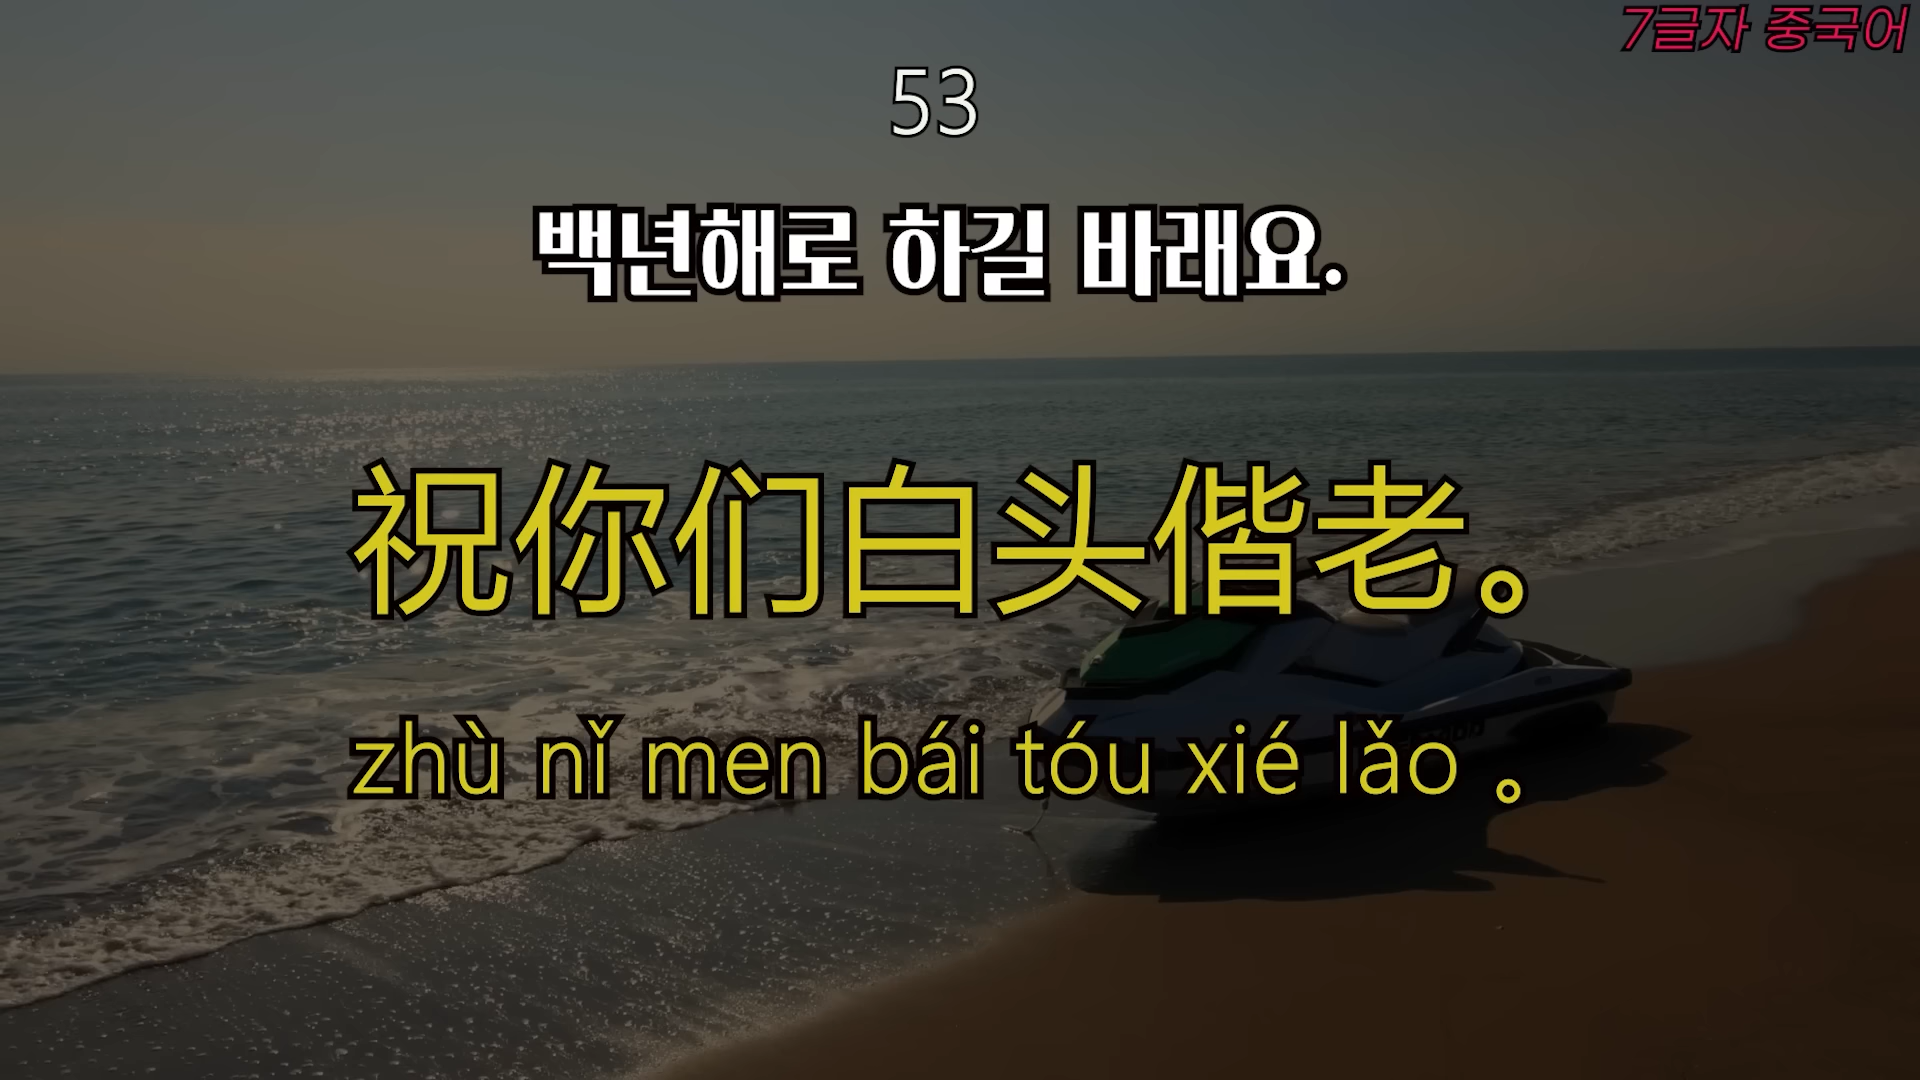 7글자 중국어
53
백년해로 하길 바래요.
祝你们白头偕老。
zhù nǐ men bái tóu xié lǎo 。